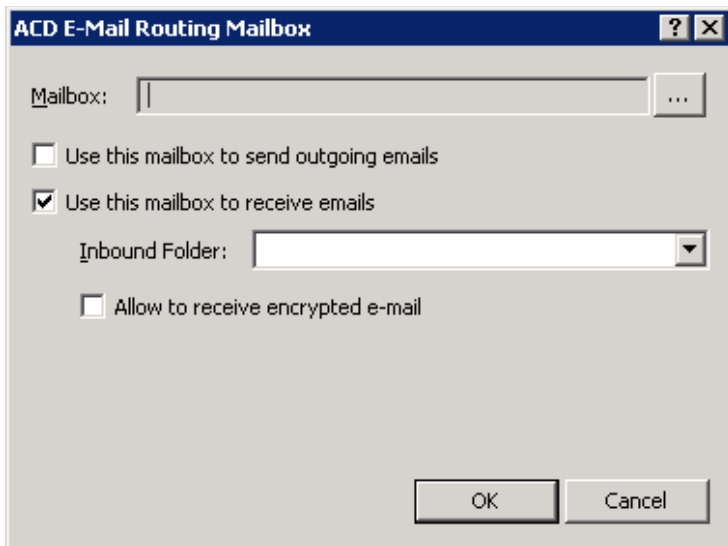 ACD E-Mail Routing Mailbox
Mailbox: ...
Use this mailbox to send outgoing emails
Use this mailbox to receive emails
Inbound Folder:
Allow to receive encrypted e-mail
OK Cancel